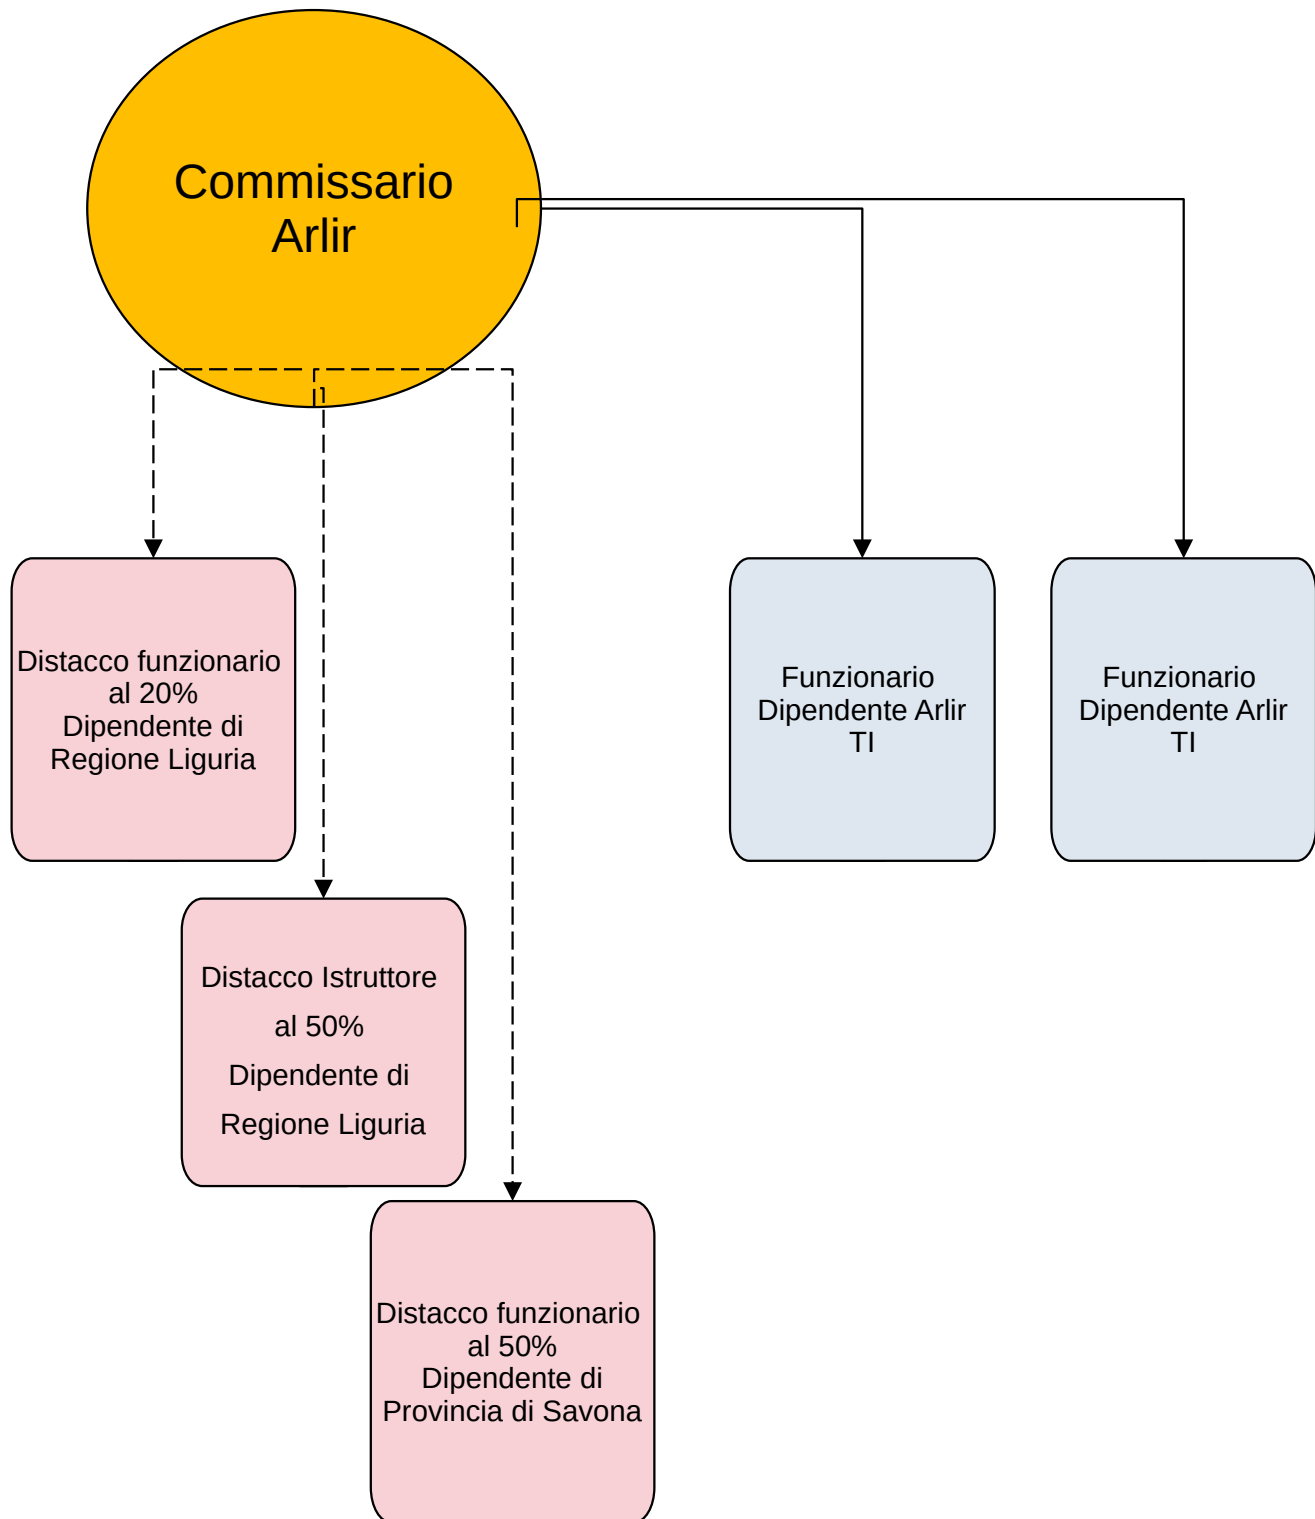 Commissario
Arlir
Distacco funzionario
al 20%
Dipendente di
Regione Liguria
Funzionario
Dipendente Arlir
TI
Funzionario
Dipendente Arlir
TI
Distacco Istruttore
al 50%
Dipendente di
Regione Liguria
Distacco funzionario
al 50%
Dipendente di
Provincia di Savona